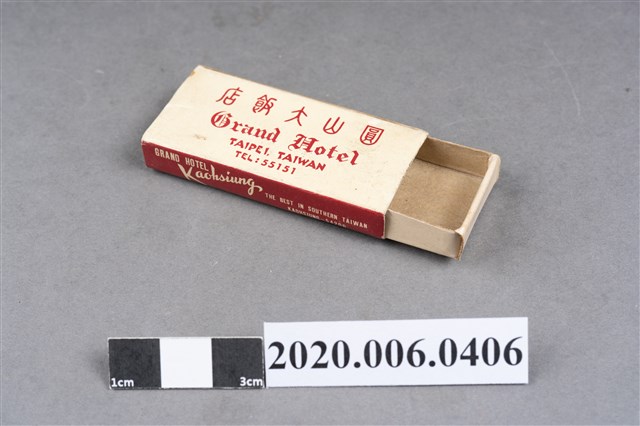 店飯大山圓
Grand Hotel
TAIPEI, TAIWAN
TEL: 55151
GRAND HOTEL,
Kaohsiung
THE BEST IN SOUTHERN TAIWAN
2020.006.0406
1cm
3cm